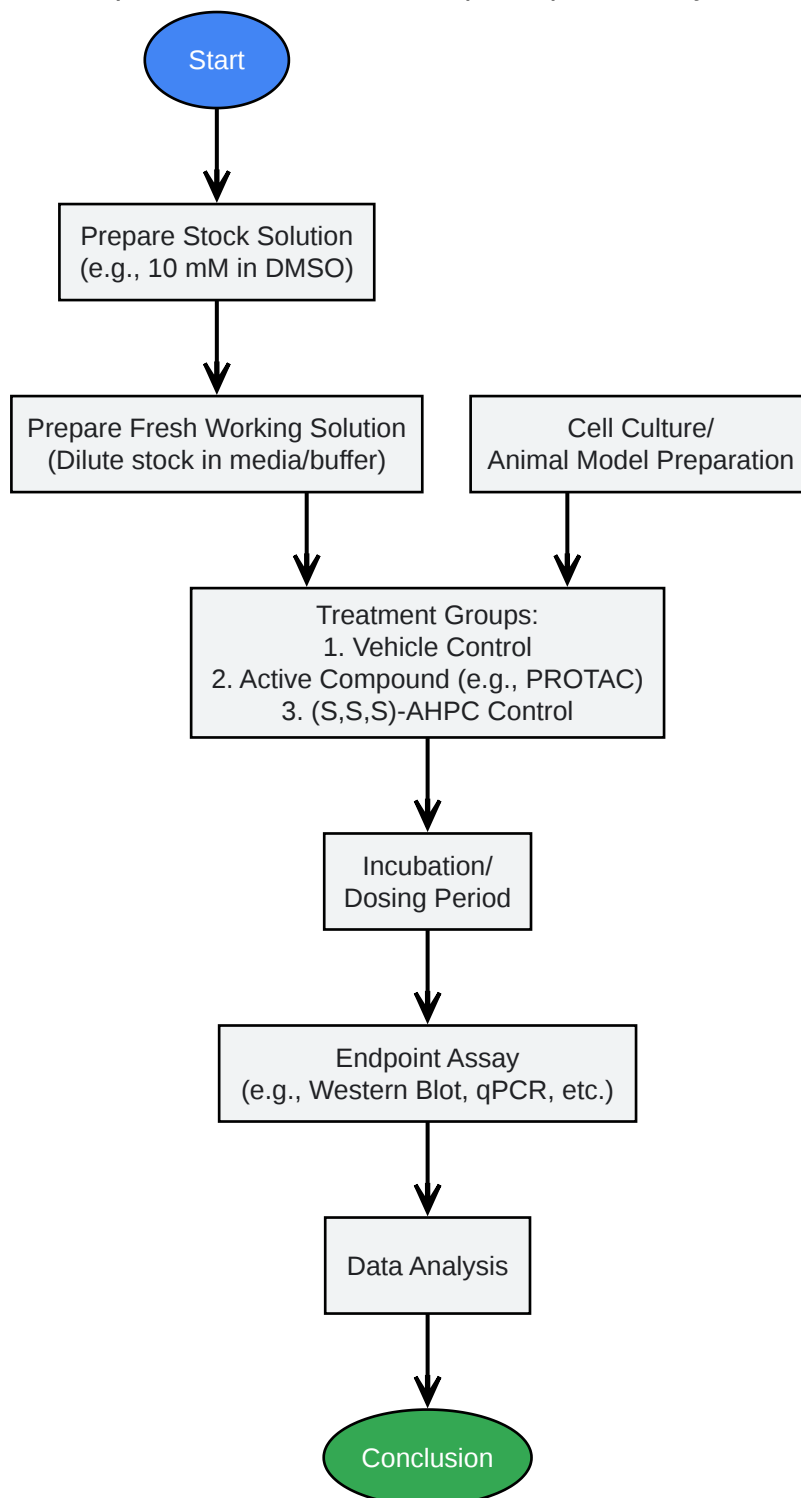 Start
Prepare Stock Solution
(e.g., 10 mM in DMSO)
Prepare Fresh Working Solution
(Dilute stock in media/buffer)
Cell Culture/
Animal Model Preparation
Treatment Groups:
1. Vehicle Control
2. Active Compound (e.g., PROTAC)
3. (S,S,S)-AHPC Control
Incubation/
Dosing Period
Endpoint Assay
(e.g., Western Blot, qPCR, etc.)
Data Analysis
Conclusion